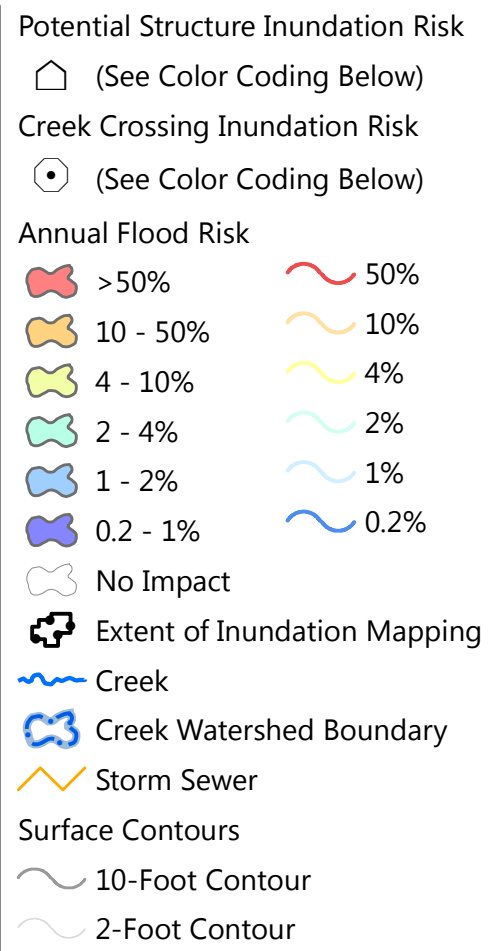 Potential Structure Inundation Risk
(See Color Coding Below)
Creek Crossing Inundation Risk
(See Color Coding Below)
Annual Flood Risk
>50%
50%
10 - 50%
10%
4 - 10%
4%
2 - 4%
2%
1 - 2%
1%
0.2 - 1%
0.2%
No Impact
Extent of Inundation Mapping
Creek
Creek Watershed Boundary
Storm Sewer
Surface Contours
10-Foot Contour
2-Foot Contour